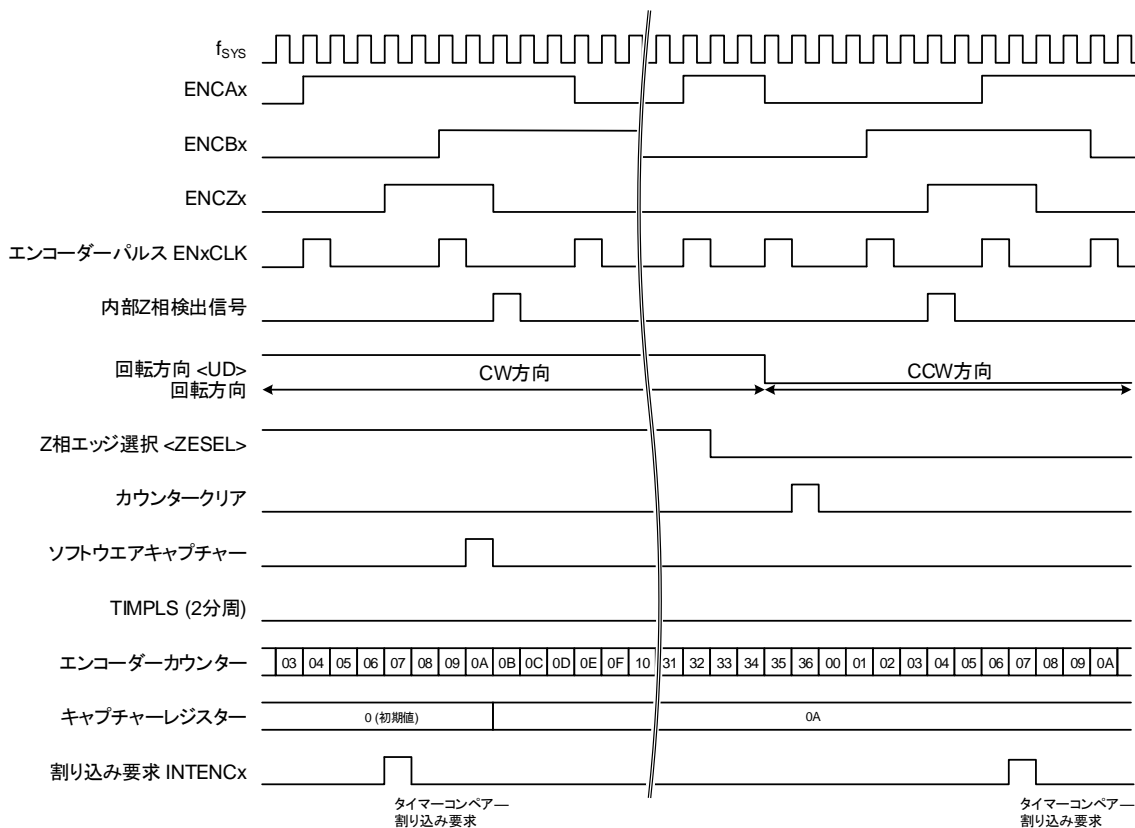 fSYS
ENCAx
ENCBx
ENCZx
エンコーダーパルス ENxCLK
内部Z相検出信号
回転方向 <UD>
回転方向
CW方向
CCW方向
Z相エッジ選択 <ZESEL>
カウンタークリア
ソフトウエアキャプチャー
TIMPLS (2分周)
エンコーダーカウンター
03 04 05 06 07 08 09 0A 0B 0C 0D 0E 0F 10 31 32 33 34 35 36 00 01 02 03 04 05 06 07 08 09 0A
キャプチャーレジスター
0 (初期値)
0A
割り込み要求 INTENCx
タイマーコンペアー
割り込み要求
タイマーコンペアー
割り込み要求